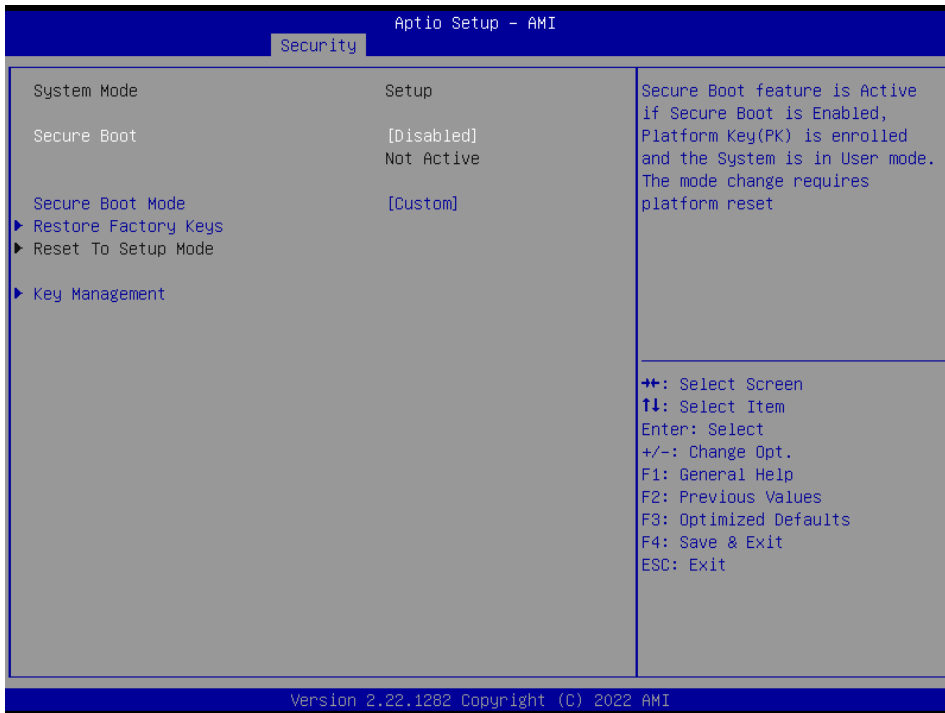 Aptio Setup – AMI
Security
System Mode Setup
Secure Boot [Disabled]
Not Active
Secure Boot Mode [Custom]
▶ Restore Factory Keys
▶ Reset To Setup Mode
▶ Key Management
Secure Boot feature is Active
if Secure Boot is Enabled,
Platform Key(PK) is enrolled
and the System is in User mode.
The mode change requires
platform reset
→←: Select Screen
↑↓: Select Item
Enter: Select
+/-: Change Opt.
F1: General Help
F2: Previous Values
F3: Optimized Defaults
F4: Save & Exit
ESC: Exit
Version 2.22.1282 Copyright (C) 2022 AMI